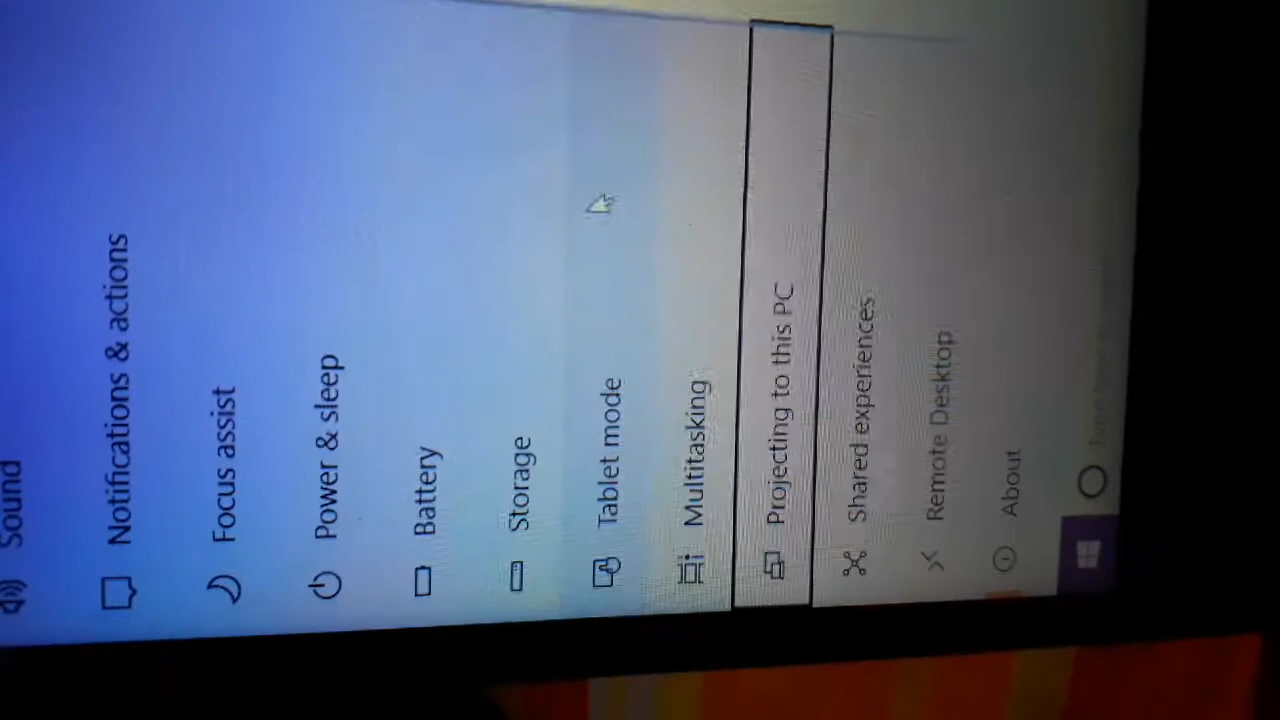 Sound
Notifications & actions
Focus assist
Power & sleep
Battery
Storage
Tablet mode
Multitasking
Projecting to this PC
Shared experiences
Remote Desktop
About